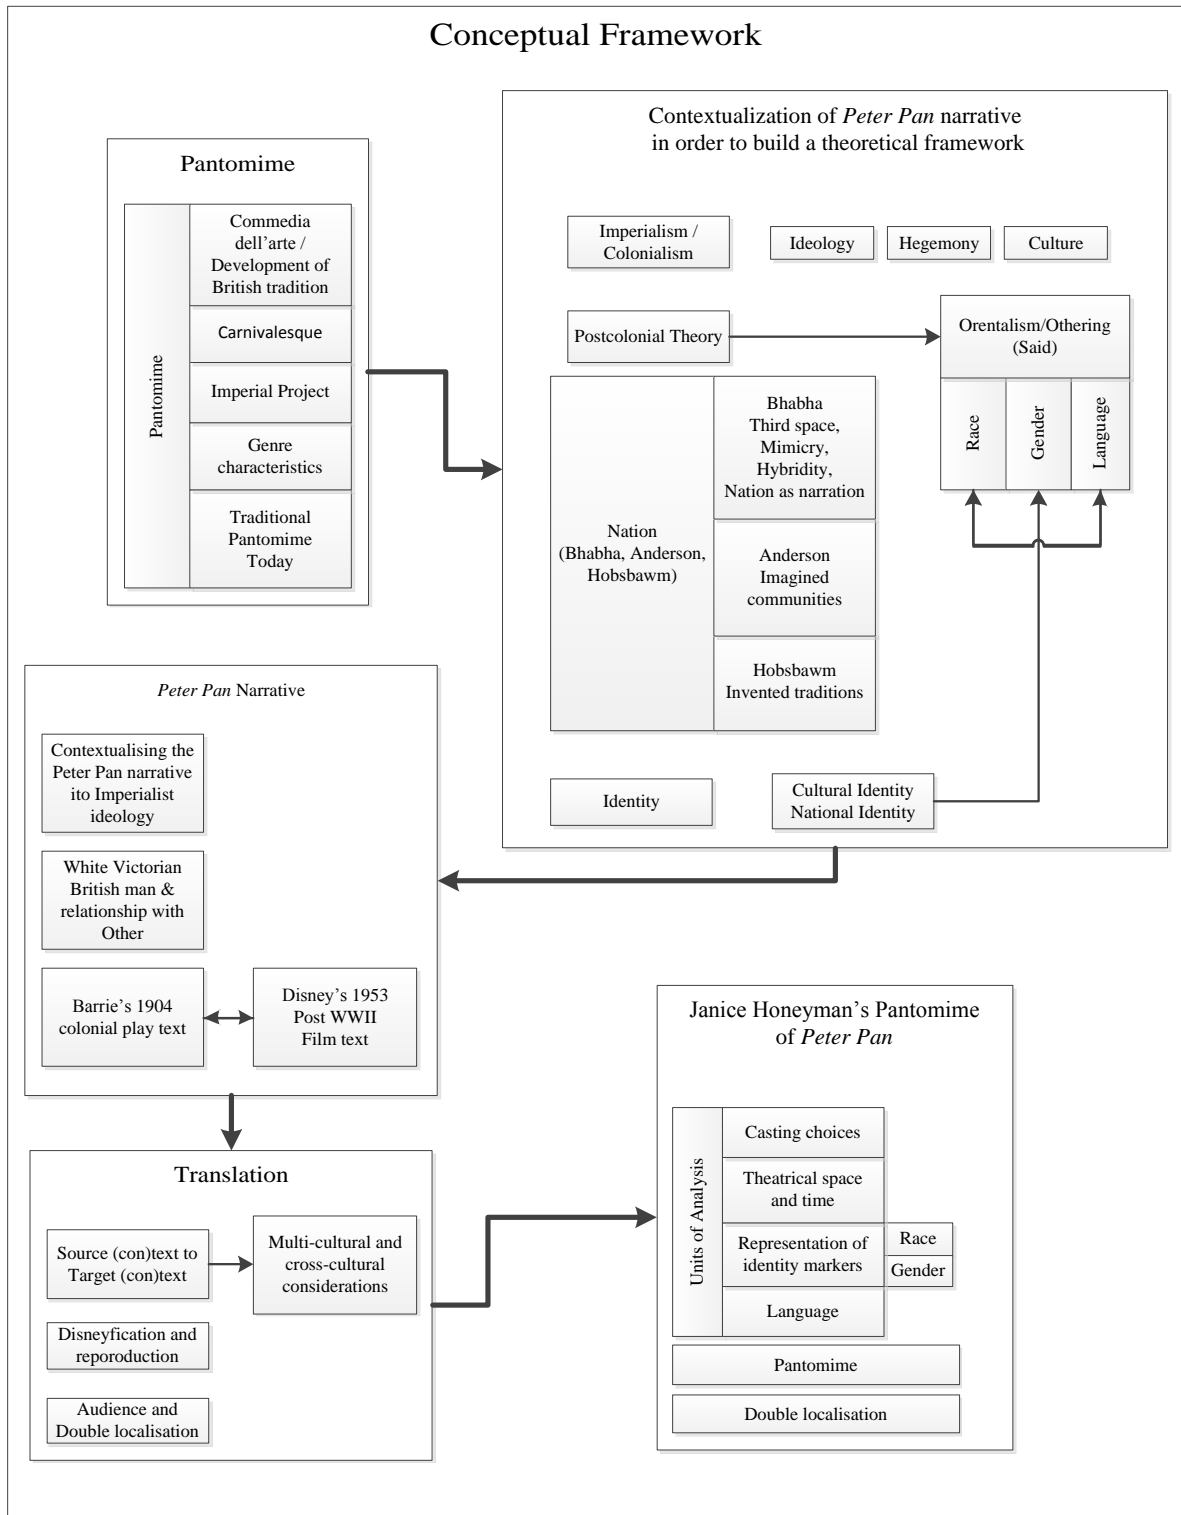 Conceptual Framework
Pantomime
Pantomime
Commedia
dell'arte /
Development of
British tradition
Carnivalesque
Imperial Project
Genre
characteristics
Traditional
Pantomime
Today
Contextualization of Peter Pan narrative
in order to build a theoretical framework
Imperialism /
Colonialism
Ideology
Hegemony
Culture
Postcolonial Theory
Orentalism/Othering
(Said)
Race
Gender
Language
Nation
(Bhabha, Anderson,
Hobsbawm)
Bhabha
Third space,
Mimicry,
Hybridity,
Nation as narration
Anderson
Imagined
communities
Hobsbawm
Invented traditions
Identity
Cultural Identity
National Identity
Peter Pan Narrative
Contextualising the
Peter Pan narrative
ito Imperialist
ideology
White Victorian
British man &
relationship with
Other
Barrie's 1904
colonial play text
Disney's 1953
Post WWII
Film text
Translation
Source (con)text to
Target (con)text
Multi-cultural and
cross-cultural
considerations
Disneyfication and
reporoduction
Audience and
Double localisation
Janice Honeyman's Pantomime
of Peter Pan
Units of Analysis
Casting choices
Theatrical space
and time
Representation of
identity markers
Race
Gender
Language
Pantomime
Double localisation